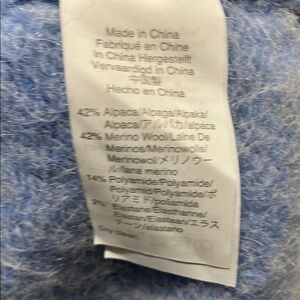 Made in China
Fabriqué en Chine
In China Hergestellt
Vervaardigd in China
中国製
Hecho en China
42% Alpaca/Alpaga/Alpaka/
Alpaca/アルパカ/alpaca
42% Merino Wool/Laine De
Merinos/Merinowolle/
Merinowol/メリノウー
ル/lana merino
14% Polyamide/Polyamide/
Polyamid/Polyamide/ポ
リアミド/poliamida
2% Elastane/Elasthanne/
Elastan/Elastaan/エラス
テーン/elastano
Dry clean